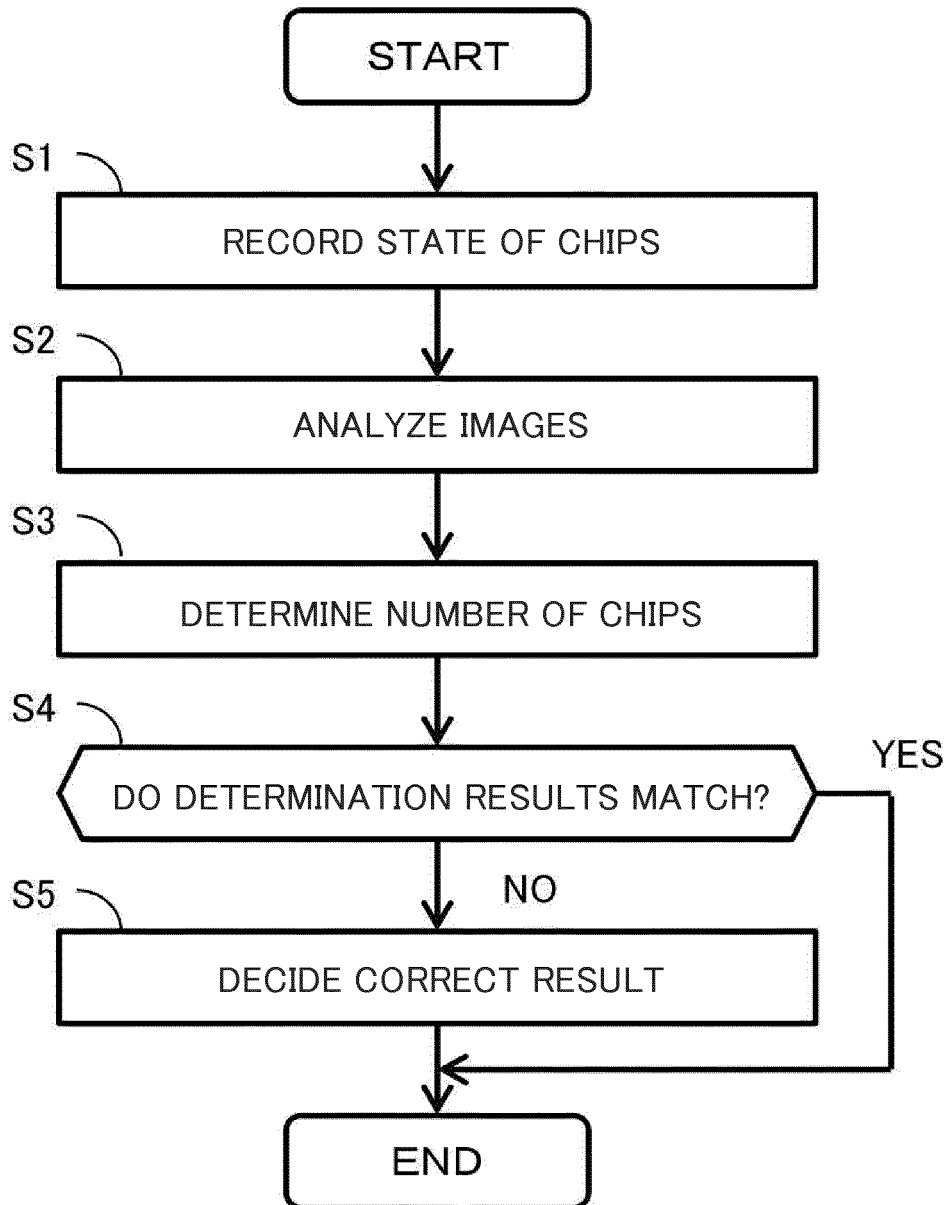 START
S1
RECORD STATE OF CHIPS
S2
ANALYZE IMAGES
S3
DETERMINE NUMBER OF CHIPS
S4
YES
DO DETERMINATION RESULTS MATCH?
NO
S5
DECIDE CORRECT RESULT
END